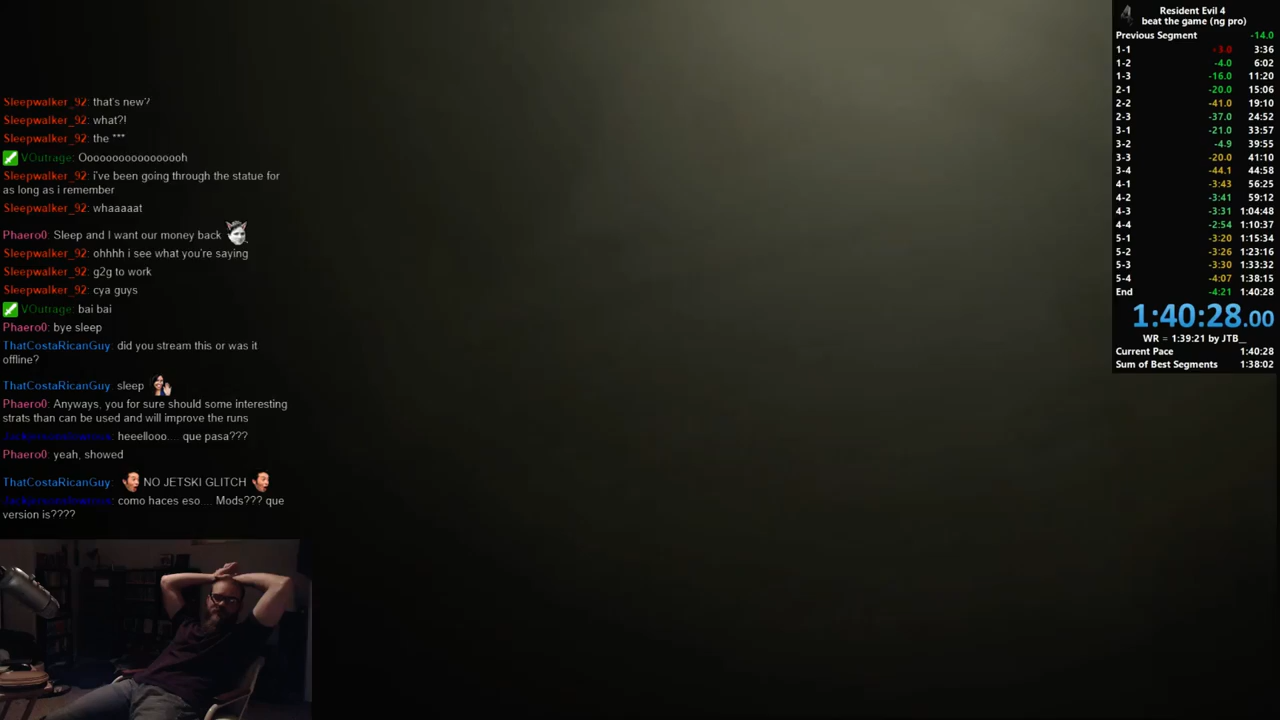 Sleepwalker_92: that's new?
Sleepwalker_92: what?!
Sleepwalker_92: the ***
VOutrage: Oooooooooooooooooh
Sleepwalker_92: i've been going through the statue for
as long as i remember
Sleepwalker_92: whaaaaat
Phaero0: Sleep and I want our money back
Sleepwalker_92: ohhhh i see what you're saying
Sleepwalker_92: g2g to work
Sleepwalker_92: cya guys
VOutrage: bai bai
Phaero0: bye sleep
ThatCostaRicanGuy: did you stream this or was it
offline?
ThatCostaRicanGuy: sleep
Phaero0: Anyways, you for sure should some interesting
strats than can be used and will improve the runs
: heeellooo.... que pasa???
Phaero0: yeah, showed
ThatCostaRicanGuy: NO JETSKI GLITCH
: como haces eso.... Mods??? que
version is????
Resident Evil 4
beat the game (ng pro)
Previous Segment -14.0
1-1 +3.0 3:36
1-2 -4.0 6:02
1-3 -16.0 11:20
2-1 -20.0 15:06
2-2 -41.0 19:10
2-3 -37.0 24:52
3-1 -21.0 33:57
3-2 -4.9 39:55
3-3 -20.0 41:10
3-4 -44.1 44:58
4-1 -3:43 56:25
4-2 -3:41 59:12
4-3 -3:31 1:04:48
4-4 -2:54 1:10:37
5-1 -3:20 1:15:34
5-2 -3:26 1:23:16
5-3 -3:30 1:33:32
5-4 -4:07 1:38:15
End -4:21 1:40:28
1:40:28.00
WR = 1:39:21 by JTB__
Current Pace 1:40:28
Sum of Best Segments 1:38:02